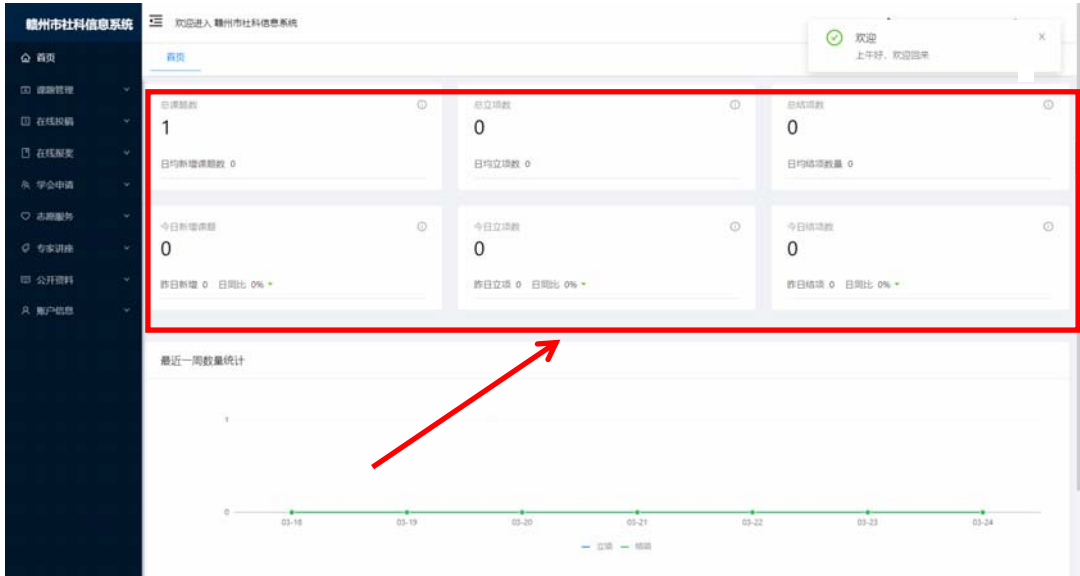 赣州市社科信息系统
欢迎进入 赣州市社科信息系统
欢迎
上午好，欢迎回来
首页
首页
课题管理
在线投稿
在线报奖
学会申请
志愿服务
专家讲座
公开资料
账户信息
总课题数
1
日均新增课题数 0
总立项数
0
日均立项数 0
总结项数
0
日均结项数量 0
今日新增课题
0
昨日新增 0 日同比 0%
今日立项数
0
昨日立项 0 日同比 0%
今日结项数
0
昨日结项 0 日同比 0%
最近一周数量统计
1
0
03-18 03-19 03-20 03-21 03-22 03-23 03-24
立项 结项